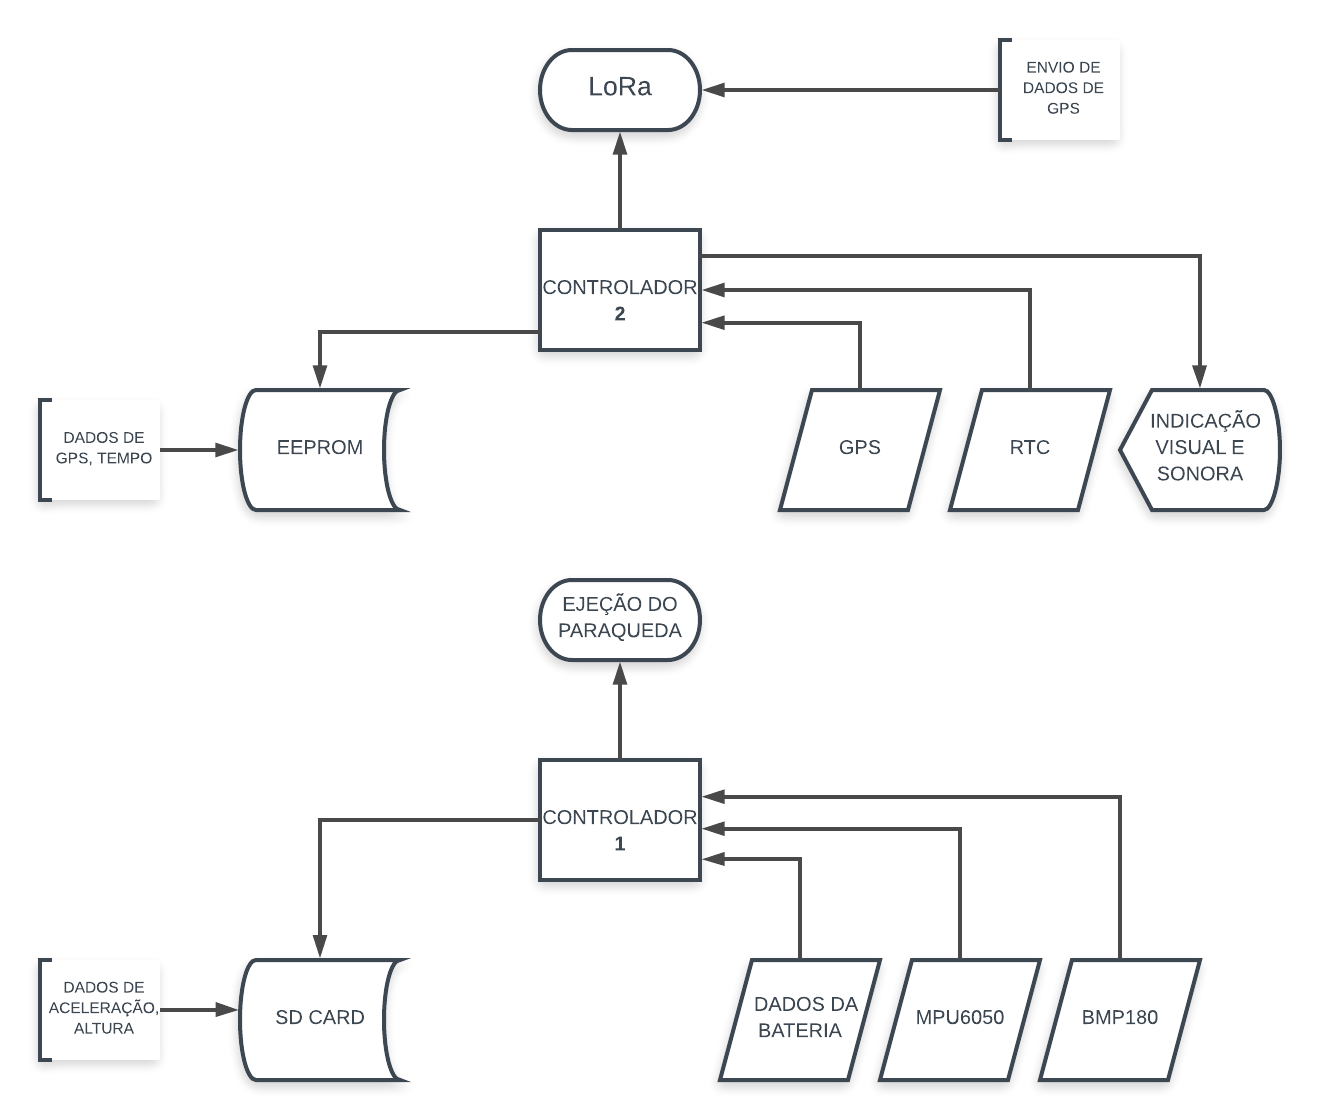 LoRa
ENVIO DE
DADOS DE
GPS
CONTROLADOR
2
DADOS DE
GPS, TEMPO
EEPROM
GPS
RTC
INDICAÇÃO
VISUAL E
SONORA
EJEÇÃO DO
PARAQUEDA
CONTROLADOR
1
DADOS DE
ACELERAÇÃO,
ALTURA
SD CARD
DADOS DA
BATERIA
MPU6050
BMP180